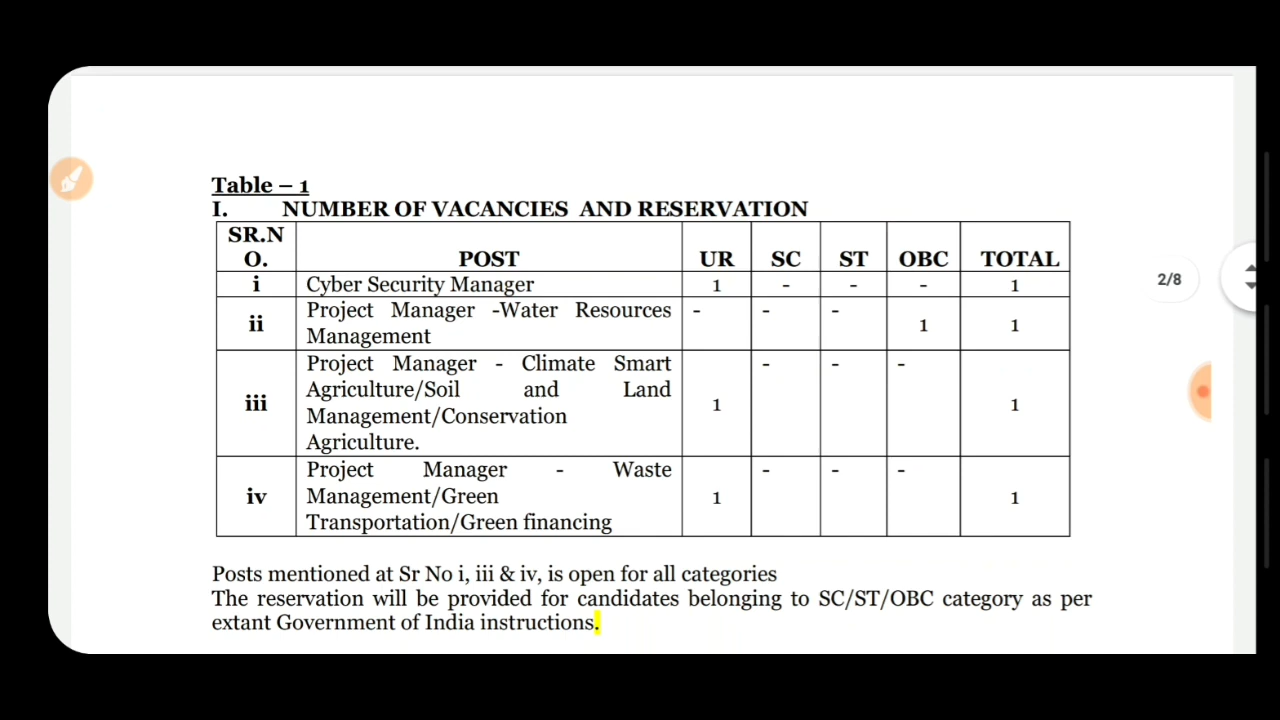 Table – 1
I. NUMBER OF VACANCIES AND RESERVATION
SR.N
O. POST UR SC ST OBC TOTAL
i Cyber Security Manager 1 - - - 1
ii Project Manager -Water Resources Management - - - 1 1
iii Project Manager - Climate Smart
Agriculture/Soil and Land
Management/Conservation
Agriculture. 1 - - - 1
iv Project Manager - Waste
Management/Green
Transportation/Green financing 1 - - - 1
Posts mentioned at Sr No i, iii & iv, is open for all categories
The reservation will be provided for candidates belonging to SC/ST/OBC category as per
extant Government of India instructions.
2/8